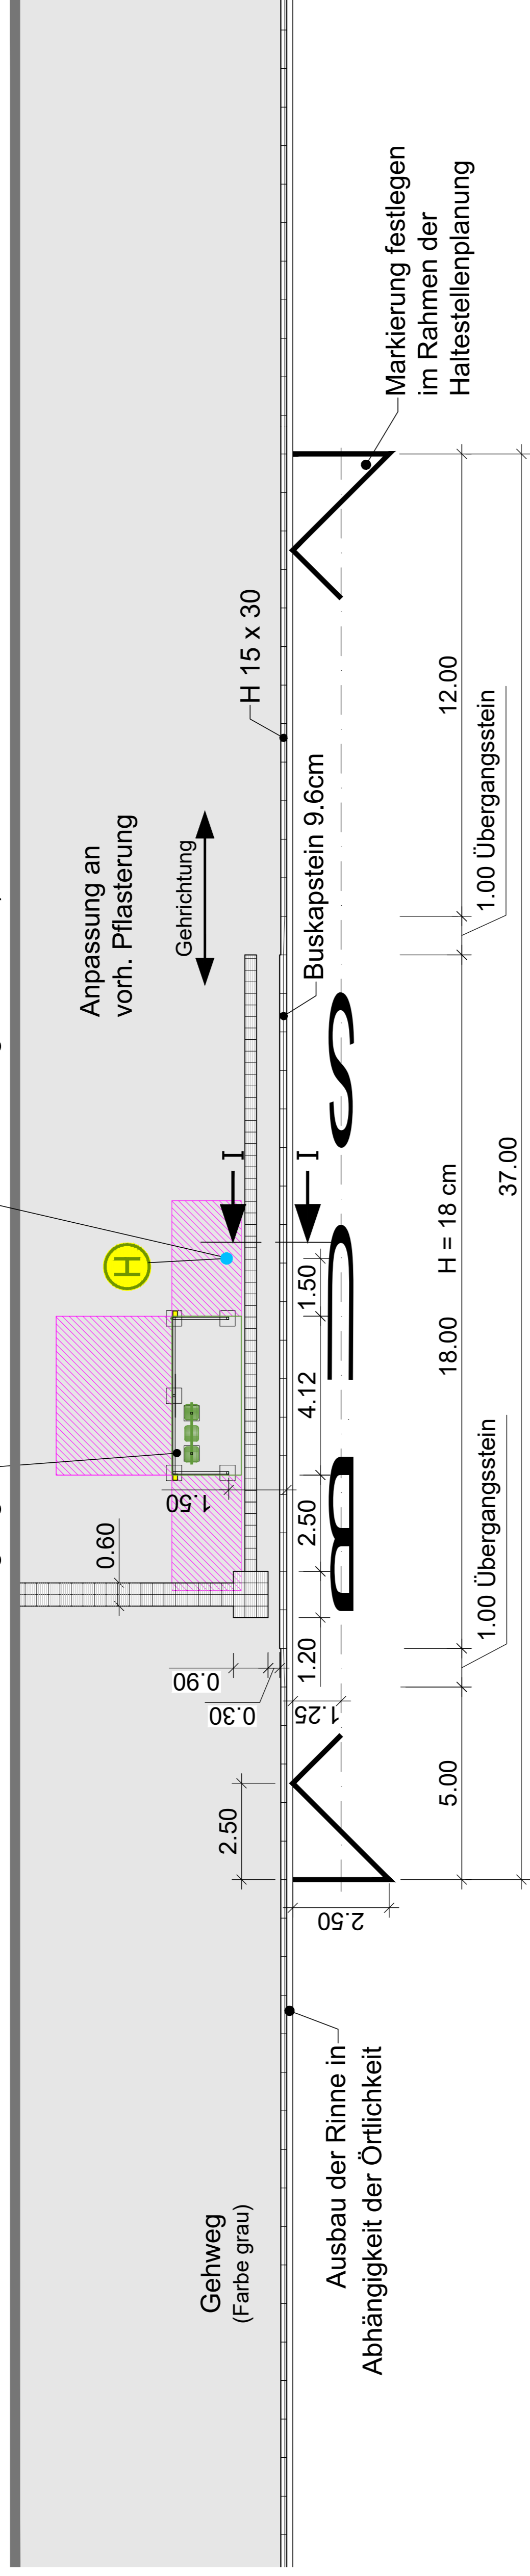 Anpassung an
vorh. Pflasterung
Gehrichtung
H
H 15 x 30
Buskapstein 9.6cm
I
I
0.60
1.50
0.90
0.30
Gehweg
(Farbe grau)
2.50
1.20
2.50
4.12
1.50
1.25
2.50
BUS
Markierung festlegen
im Rahmen der
Haltestellenplanung
Ausbau der Rinne in
Abhängigkeit der Örtlichkeit
5.00
18.00
H = 18 cm
12.00
1.00 Übergangsstein
1.00 Übergangsstein
37.00